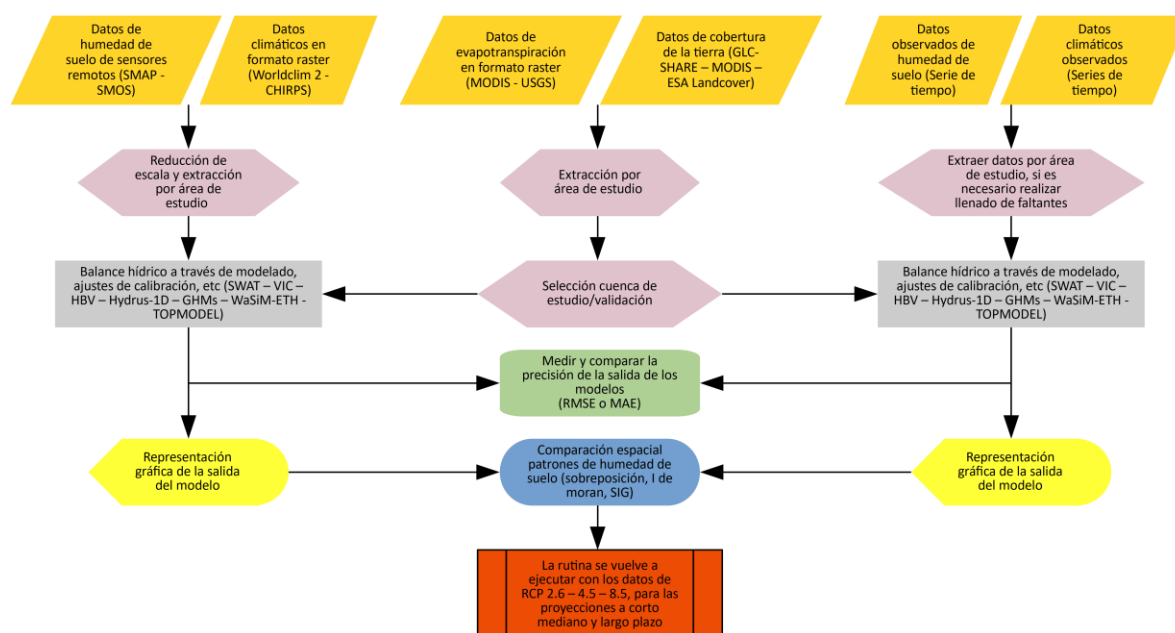 Datos de
humedad de
suelo de sensores
remotos (SMAP -
SMOS)
Datos
climáticos en
formato raster
(Worldclim 2 -
CHIRPS)
Datos de
evapotranspiración
en formato raster
(MODIS - USGS)
Datos de cobertura
de la tierra (GLC-
SHARE – MODIS –
ESA Landcover)
Datos
observados de
humedad de
suelo (Serie de
tiempo)
Datos
climáticos
observados
(Series de
tiempo)
Reducción de
escala y extracción
por área de
estudio
Extracción por
área de estudio
Extraer datos por área
de estudio, si es
necesario realizar
llenado de faltantes
Balance hídrico a través de modelado,
ajustes de calibración, etc (SWAT – VIC –
HBV – Hydrus-1D – GHMs – WaSiM-ETH -
TOPMODEL)
Selección cuenca de
estudio/validación
Balance hídrico a través de modelado,
ajustes de calibración, etc (SWAT – VIC –
HBV – Hydrus-1D – GHMs – WaSiM-ETH -
TOPMODEL)
Medir y comparar la
precisión de la salida de los
modelos
(RMSE o MAE)
Representación
gráfica de la salida
del modelo
Comparación espacial
patrones de humedad de
suelo (sobreposición, I de
moran, SIG)
Representación
gráfica de la salida
del modelo
La rutina se vuelve a
ejecutar con los datos de
RCP 2.6 – 4.5 – 8.5, para las
proyecciones a corto
mediano y largo plazo